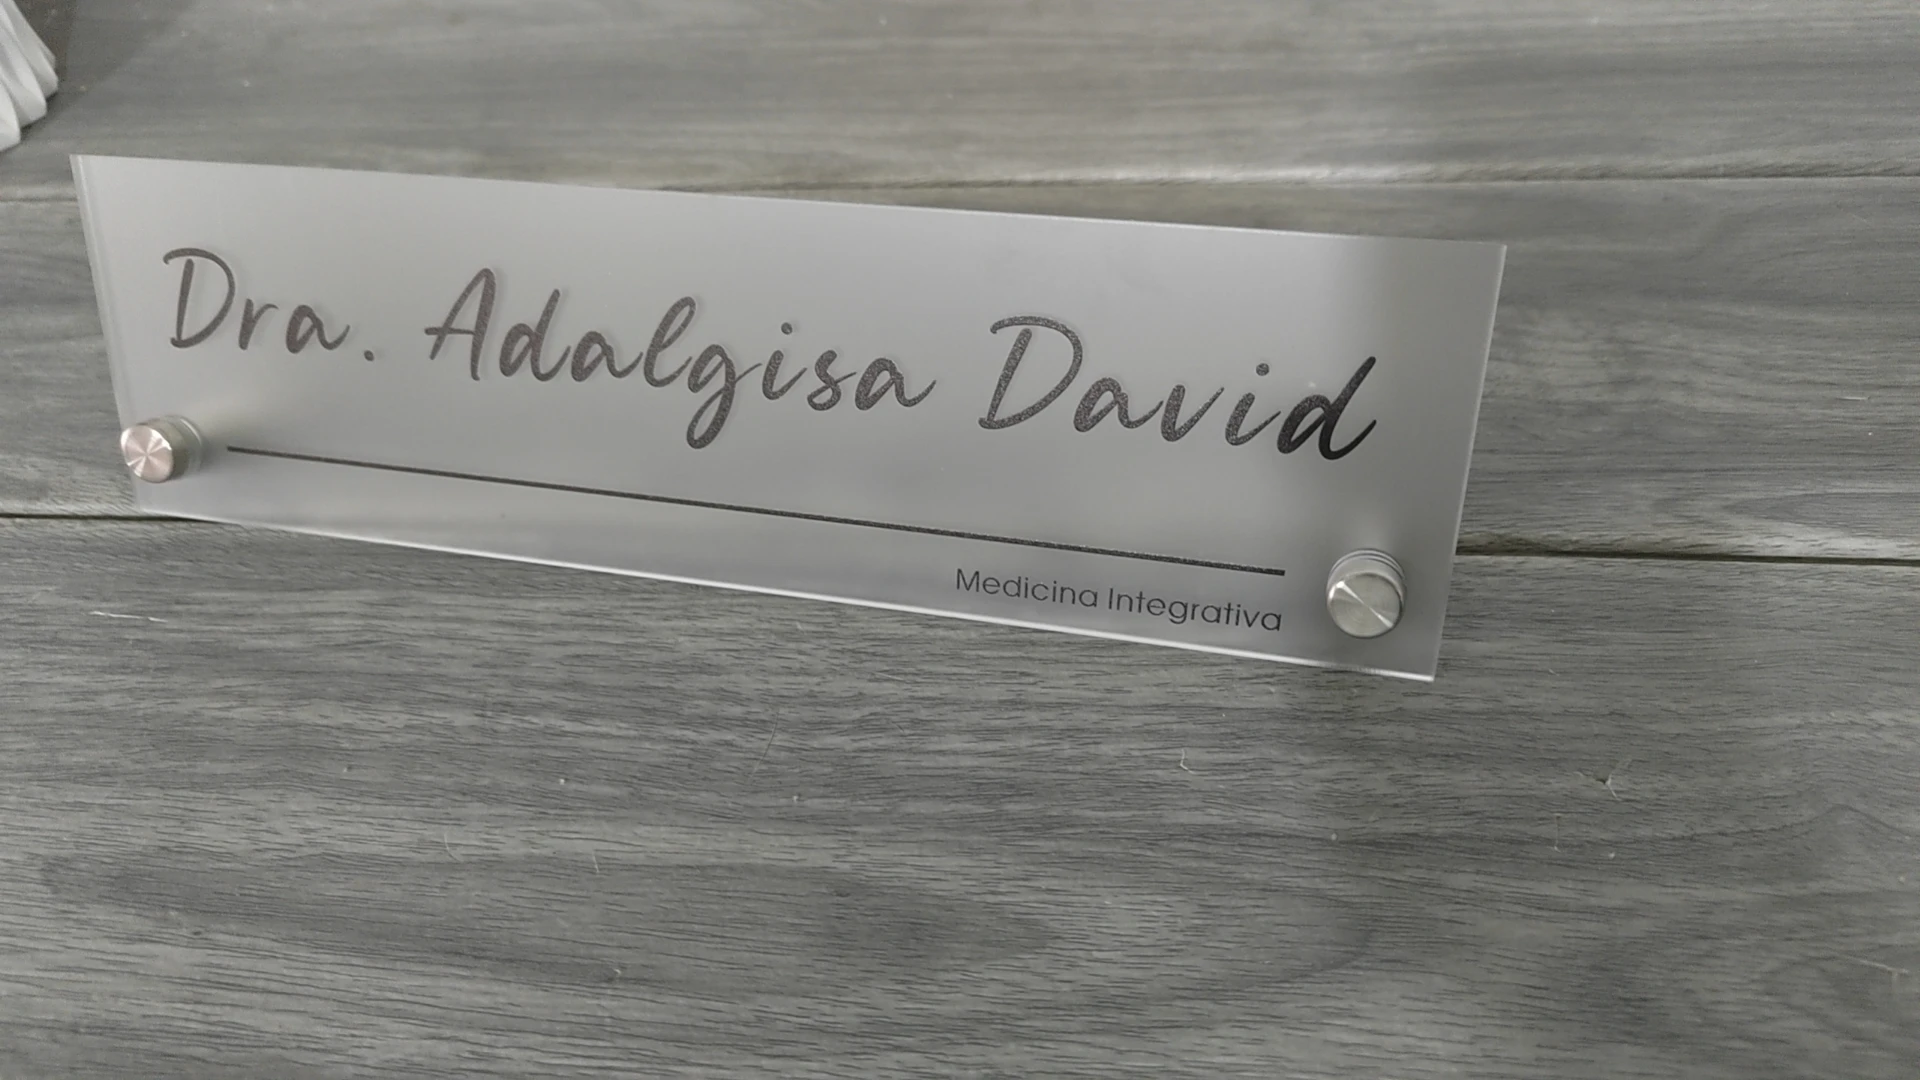 Dra. Adalgisa David
Medicina Integrativa